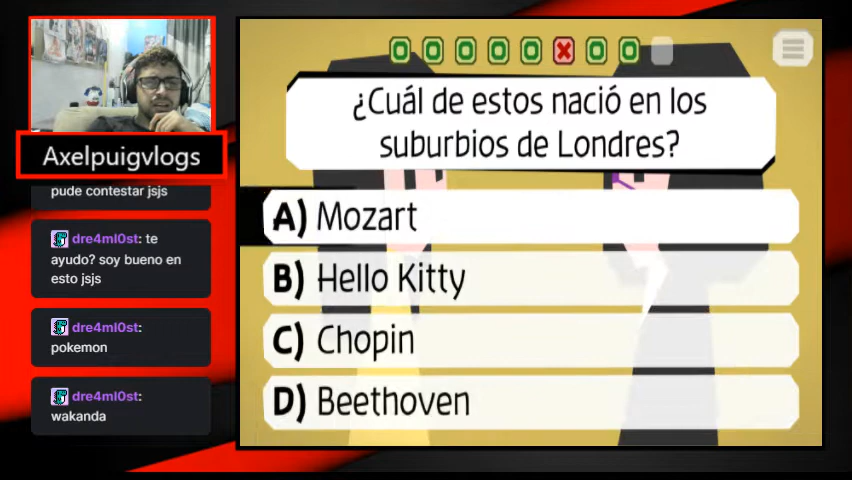 Axelpuigvlogs
pude contestar jsjs
dre4ml0st: te
ayudo? soy bueno en
esto jsjs
dre4ml0st:
pokemon
dre4ml0st:
wakanda
¿Cuál de estos nació en los
suburbios de Londres?
A) Mozart
B) Hello Kitty
C) Chopin
D) Beethoven